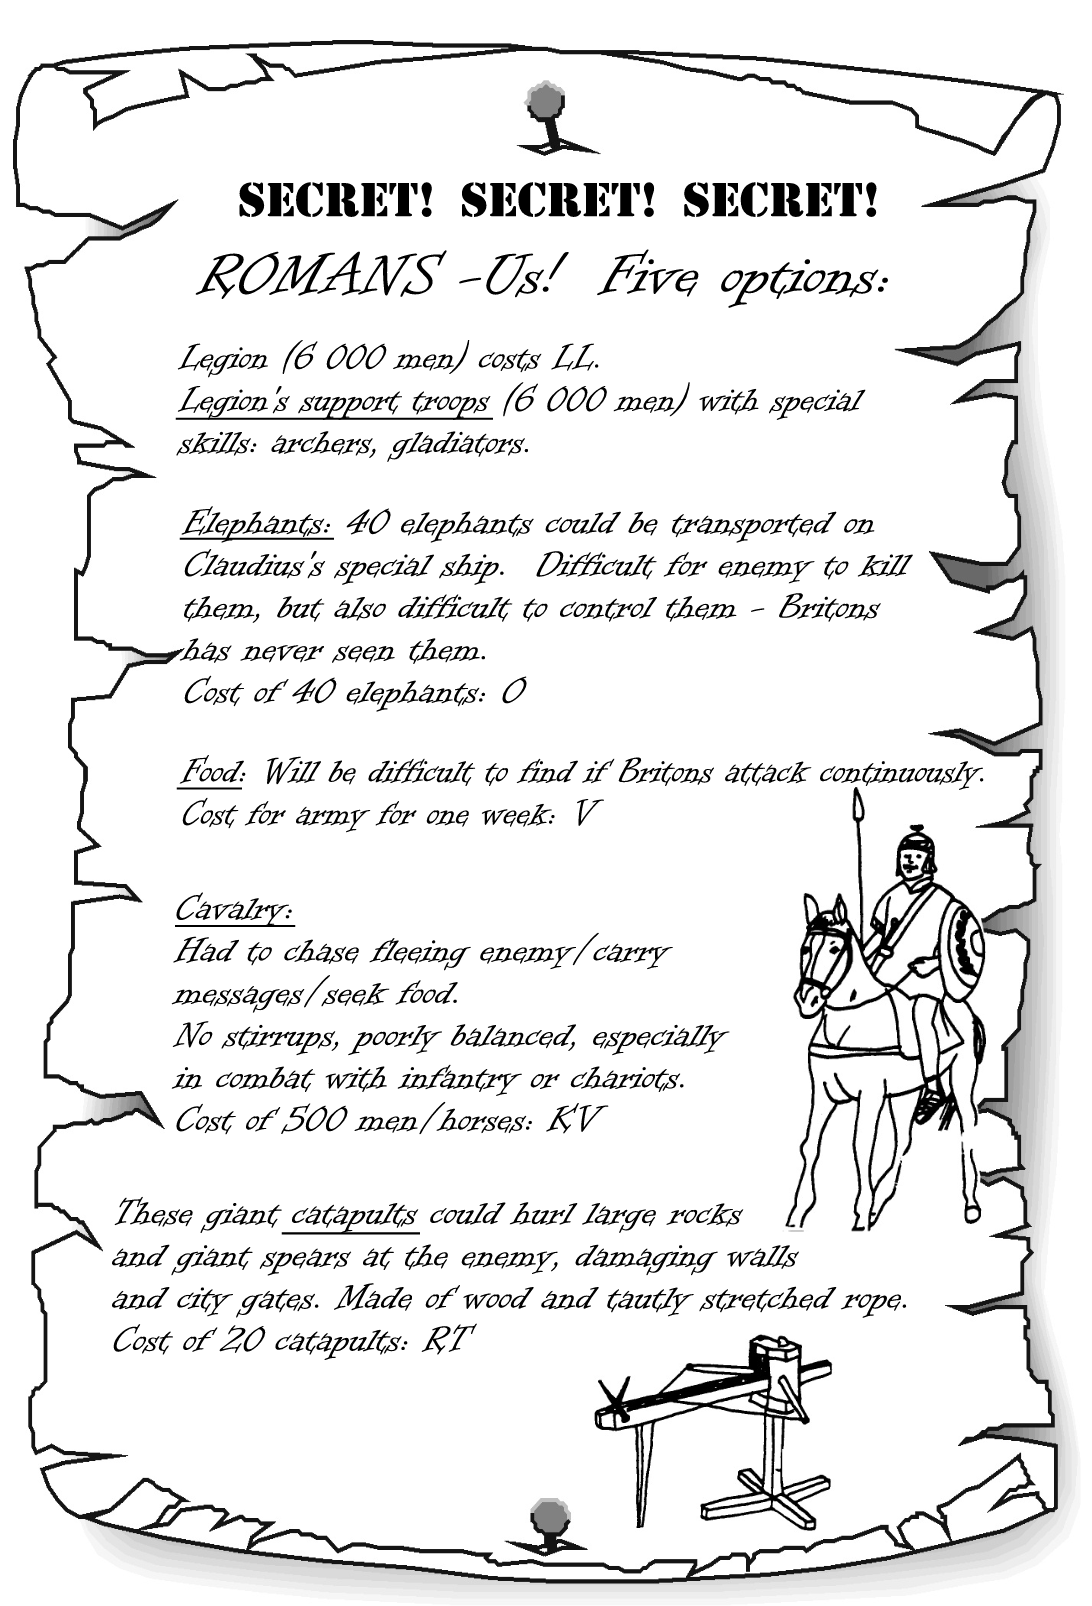 SECRET! SECRET! SECRET!
ROMANS -Us! Five options:
Legion (6 000 men) costs LL.
Legion's support troops (6 000 men) with special
skills: archers, gladiators.
Elephants: 40 elephants could be transported on
Claudius's special ship. Difficult for enemy to kill
them, but also difficult to control them - Britons
has never seen them.
Cost of 40 elephants: O
Food: Will be difficult to find if Britons attack continuously.
Cost for army for one week: V
Cavalry:
Had to chase fleeing enemy/carry
messages/seek food.
No stirrups, poorly balanced, especially
in combat with infantry or chariots.
Cost of 500 men/horses: KV
These giant catapults could hurl large rocks
and giant spears at the enemy, damaging walls
and city gates. Made of wood and tautly stretched rope.
Cost of 20 catapults: RT